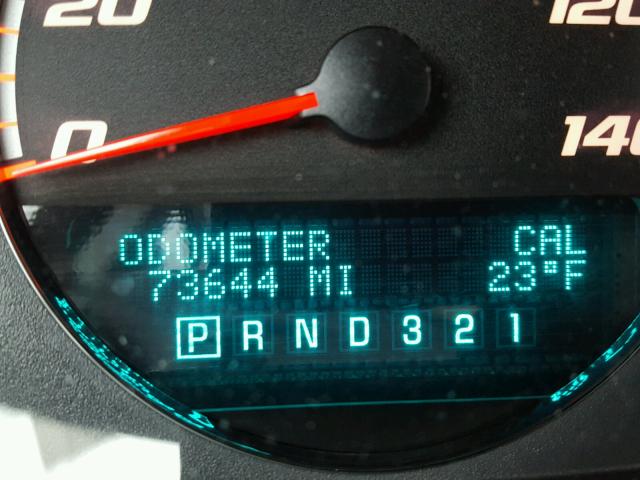 20 120
0 140
ODOMETER CAL
73644 MI 23°F
P R N D 3 2 1